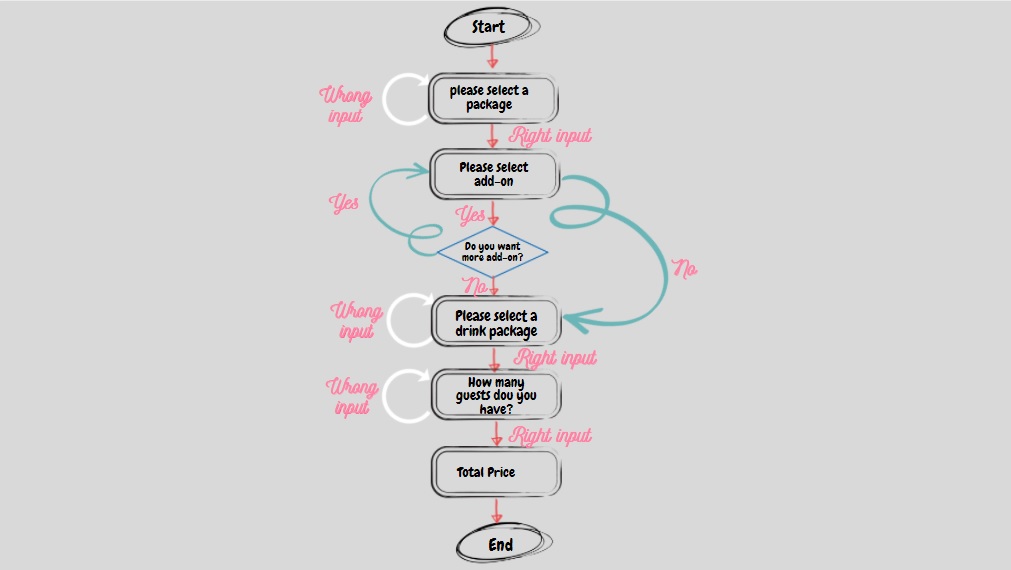 Start
Wrong
input
please select a
package
Right input
Please select
add-on
Yes
Yes
Do you want
more add-on?
No
No
Wrong
input
Please select a
drink package
Right input
Wrong
input
How many
guests dou you
have?
Right input
Total Price
End